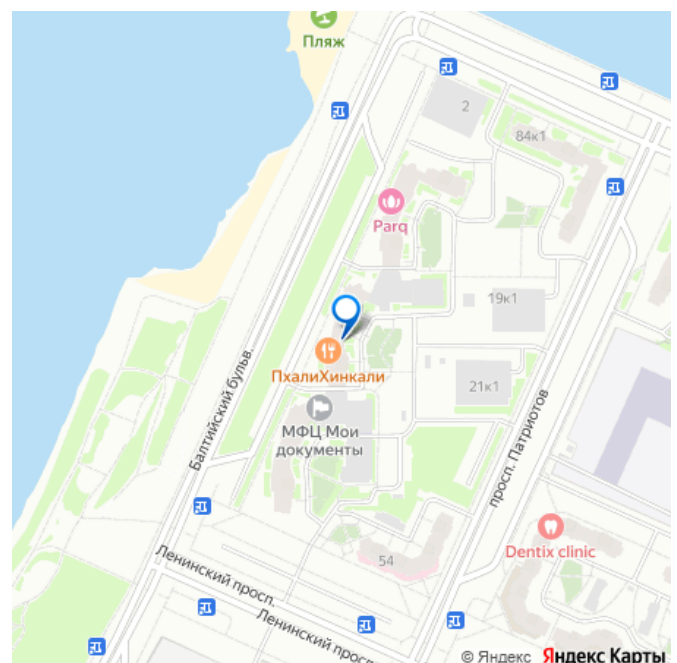 Пляж
2
84к1
Parq
19к1
ПхалиХинкали
21к1
МФЦ Мои
документы
Балтийский бульв.
просп. Патриотов
Dentix clinic
54
Ленинский просп.
Ленинский просп
© Яндекс Яндекс Карты